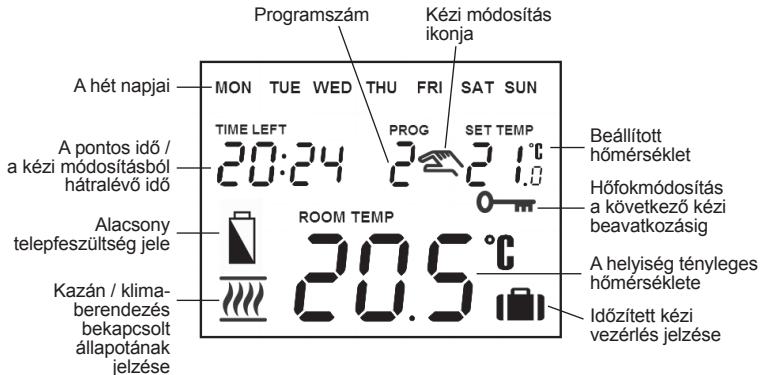 Programszám
Kézi módosítás
ikonja
A hét napjai
MON TUE WED THU FRI SAT SUN
A pontos idő /
a kézi módosításból
hátralévő idő
TIME LEFT
20:24
PROG
2
SET TEMP
21.0 °C
Beállított
hőmérséklet
Hőfokmódosítás
a következő kézi
beavatkozásig
Alacsony
telepfeszültség jele
ROOM TEMP
20.5 °C
A helyiség tényleges
hőmérséklete
Kazán / klíma-
berendezés
bekapcsolt
állapotának
jelzése
Időzített kézi
vezérlés jelzése